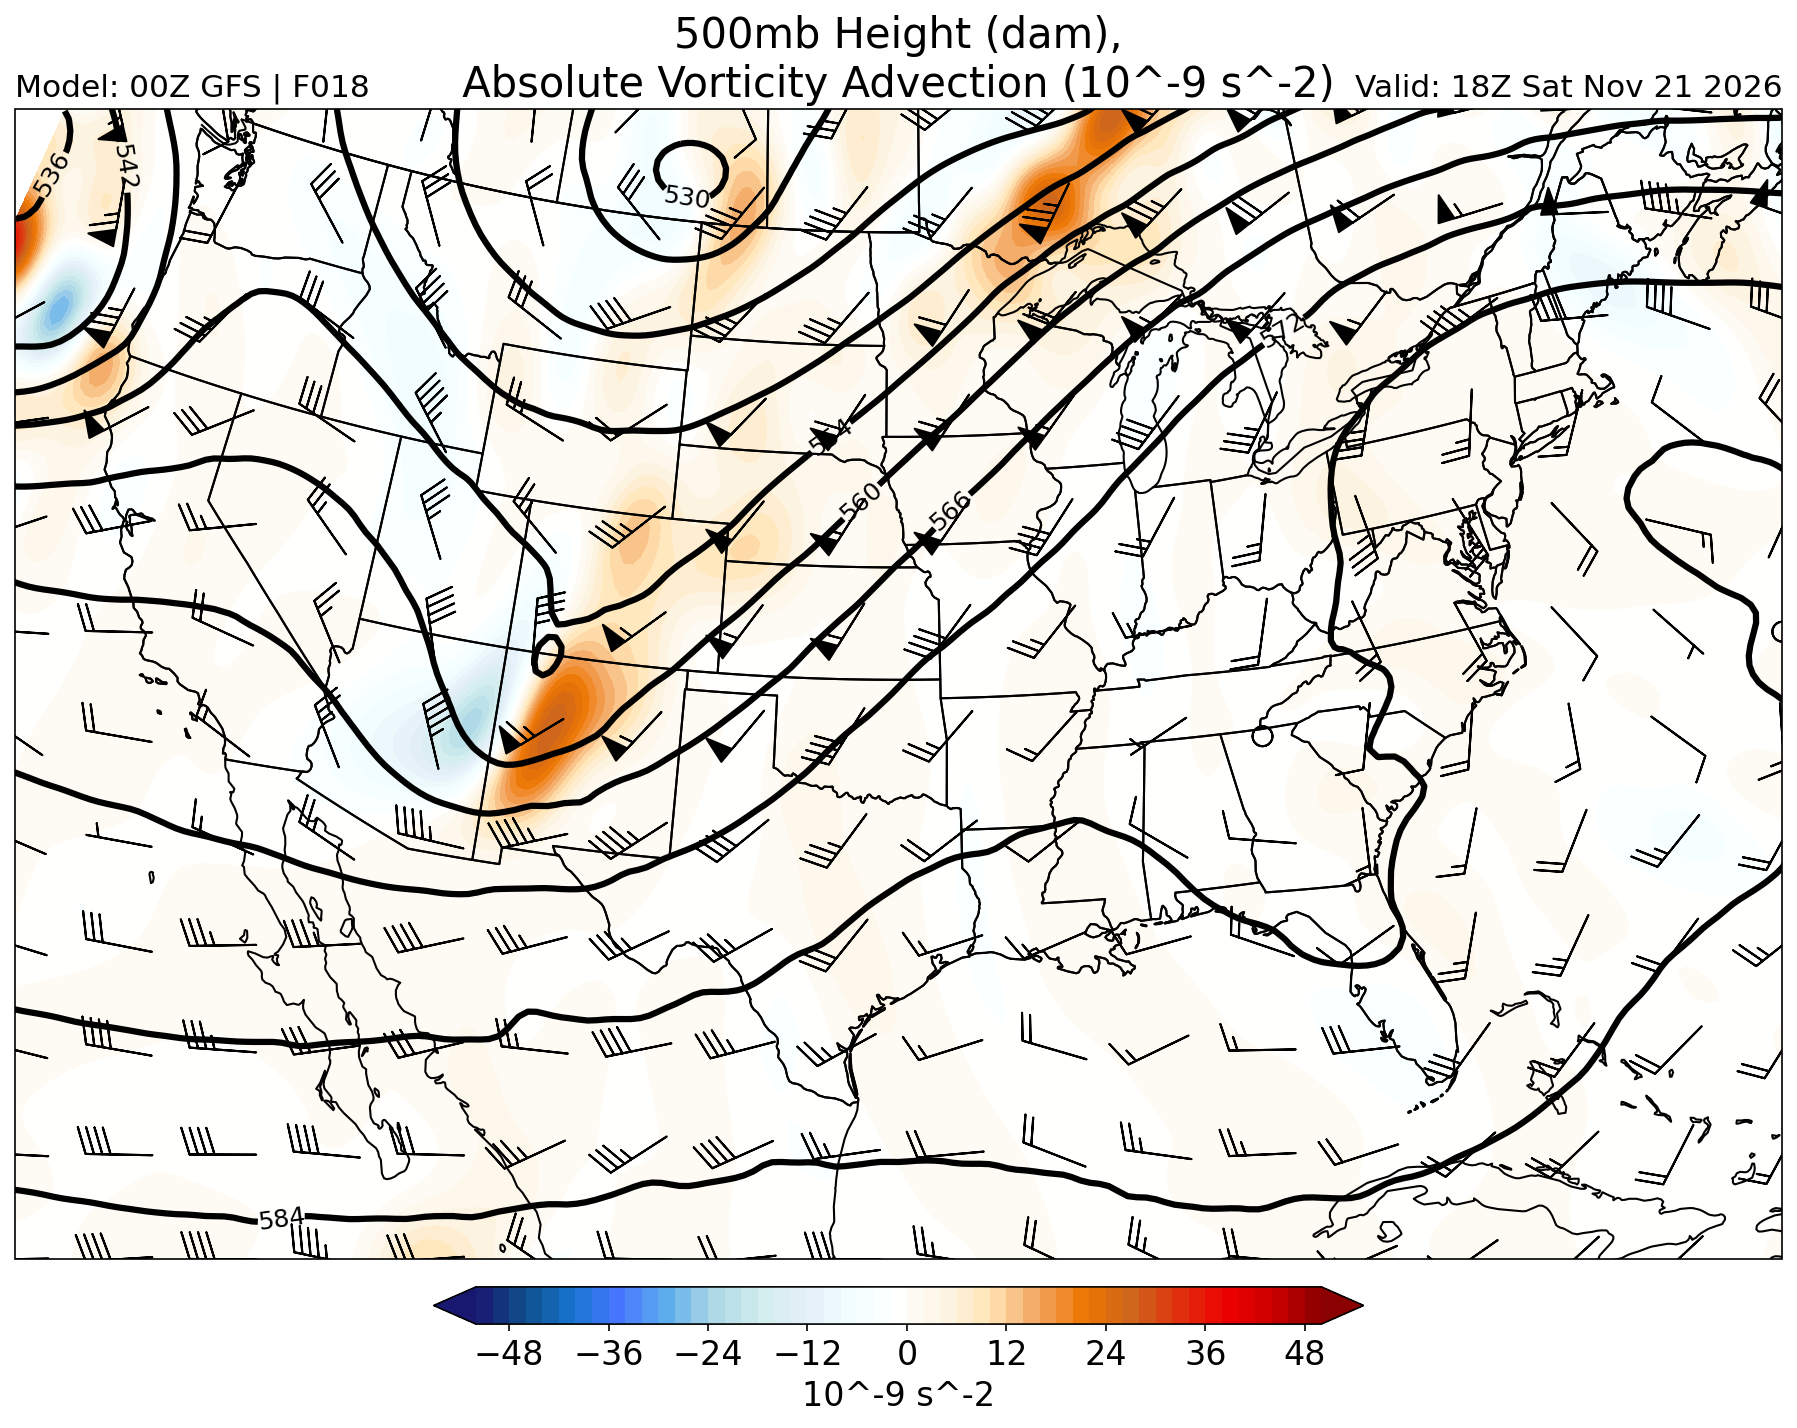 500mb Height (dam),
Model: 00Z GFS | F018 Absolute Vorticity Advection (10^-9 s^-2) Valid: 18Z Sat Nov 21 2026
536
542
530
560
566
584
−48 −36 −24 −12 0 12 24 36 48
10^-9 s^-2